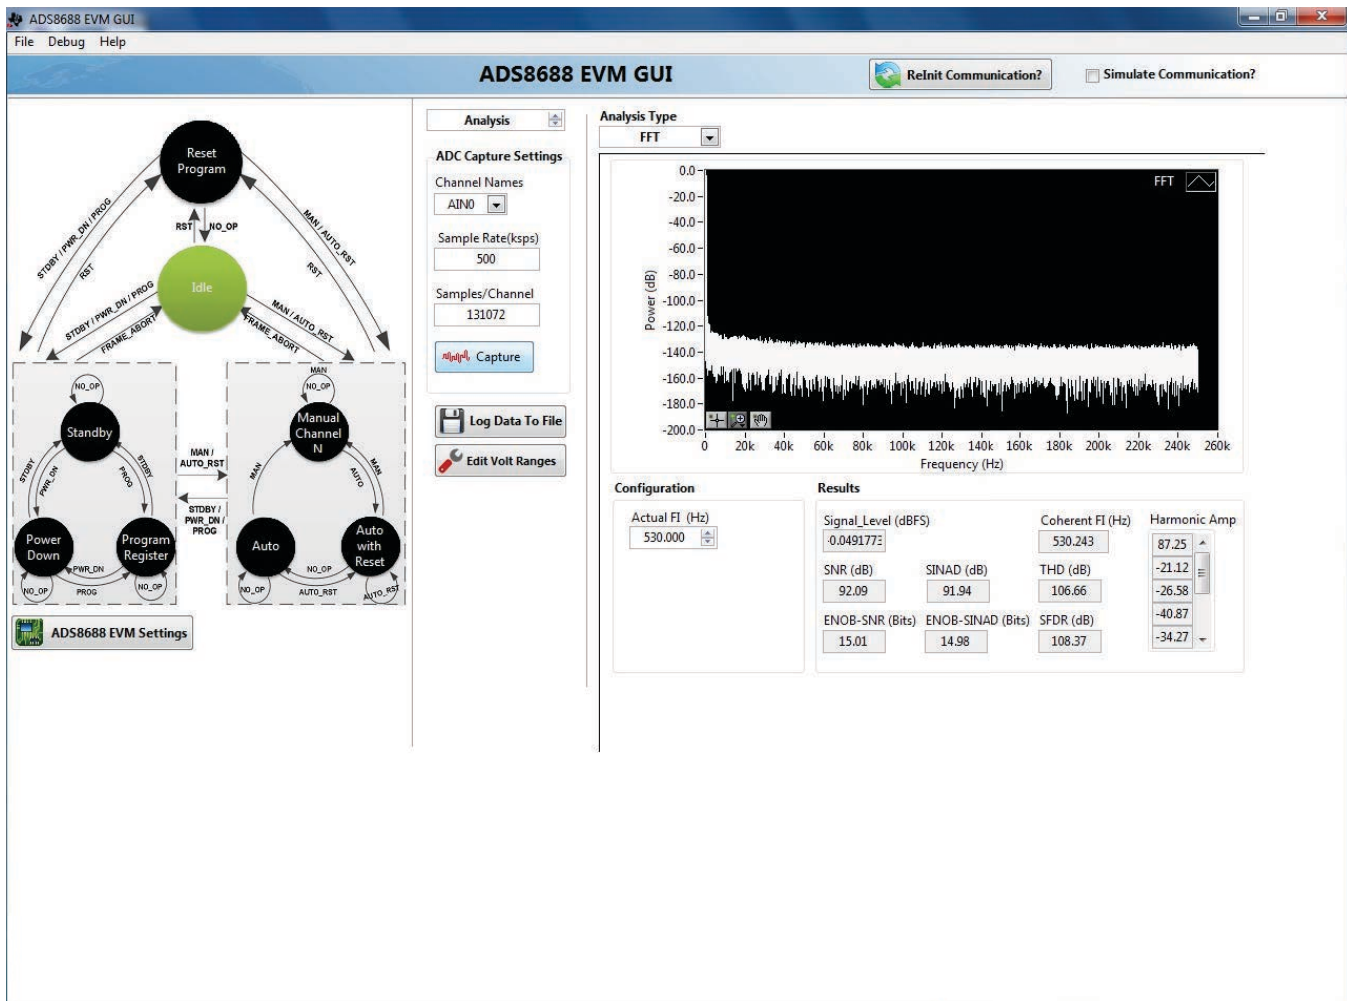 ADS8688 EVM GUI
File Debug Help
ADS8688 EVM GUI
ReInit Communication?
Simulate Communication?
Reset
Program
STDBY / PWR_DN / PROG
RST
RST
NO_OP
MAN / AUTO_RST
RST
Idle
STDBY / PWR_DN / PROG
FRAME_ABORT
MAN / AUTO_RST
FRAME_ABORT
NO_OP
Standby
STDBY
PWR_DN
STDBY
PROG
Power
Down
Program
Register
PWR_DN
PROG
NO_OP
NO_OP
MAN /
AUTO_RST
STDBY /
PWR_DN /
PROG
MAN
NO_OP
Manual
Channel
N
MAN
MAN
AUTO
Auto
Auto
with
Reset
NO_OP
AUTO_RST
NO_OP
AUTO_RST
ADS8688 EVM Settings
Analysis
ADC Capture Settings
Channel Names
AIN0
Sample Rate(ksps)
500
Samples/Channel
131072
Capture
Log Data To File
Edit Volt Ranges
Analysis Type
FFT
FFT
Power (dB)
0.0
-20.0
-40.0
-60.0
-80.0
-100.0
-120.0
-140.0
-160.0
-180.0
-200.0
0 20k 40k 60k 80k 100k 120k 140k 160k 180k 200k 220k 240k 260k
Frequency (Hz)
Configuration
Actual FI (Hz)
530.000
Results
Signal_Level (dBFS) Coherent FI (Hz) Harmonic Amp
-0.0491773 530.243 87.25
SNR (dB) SINAD (dB) THD (dB) -21.12
92.09 91.94 106.66 -26.58
ENOB-SNR (Bits) ENOB-SINAD (Bits) SFDR (dB) -40.87
15.01 14.98 108.37 -34.27